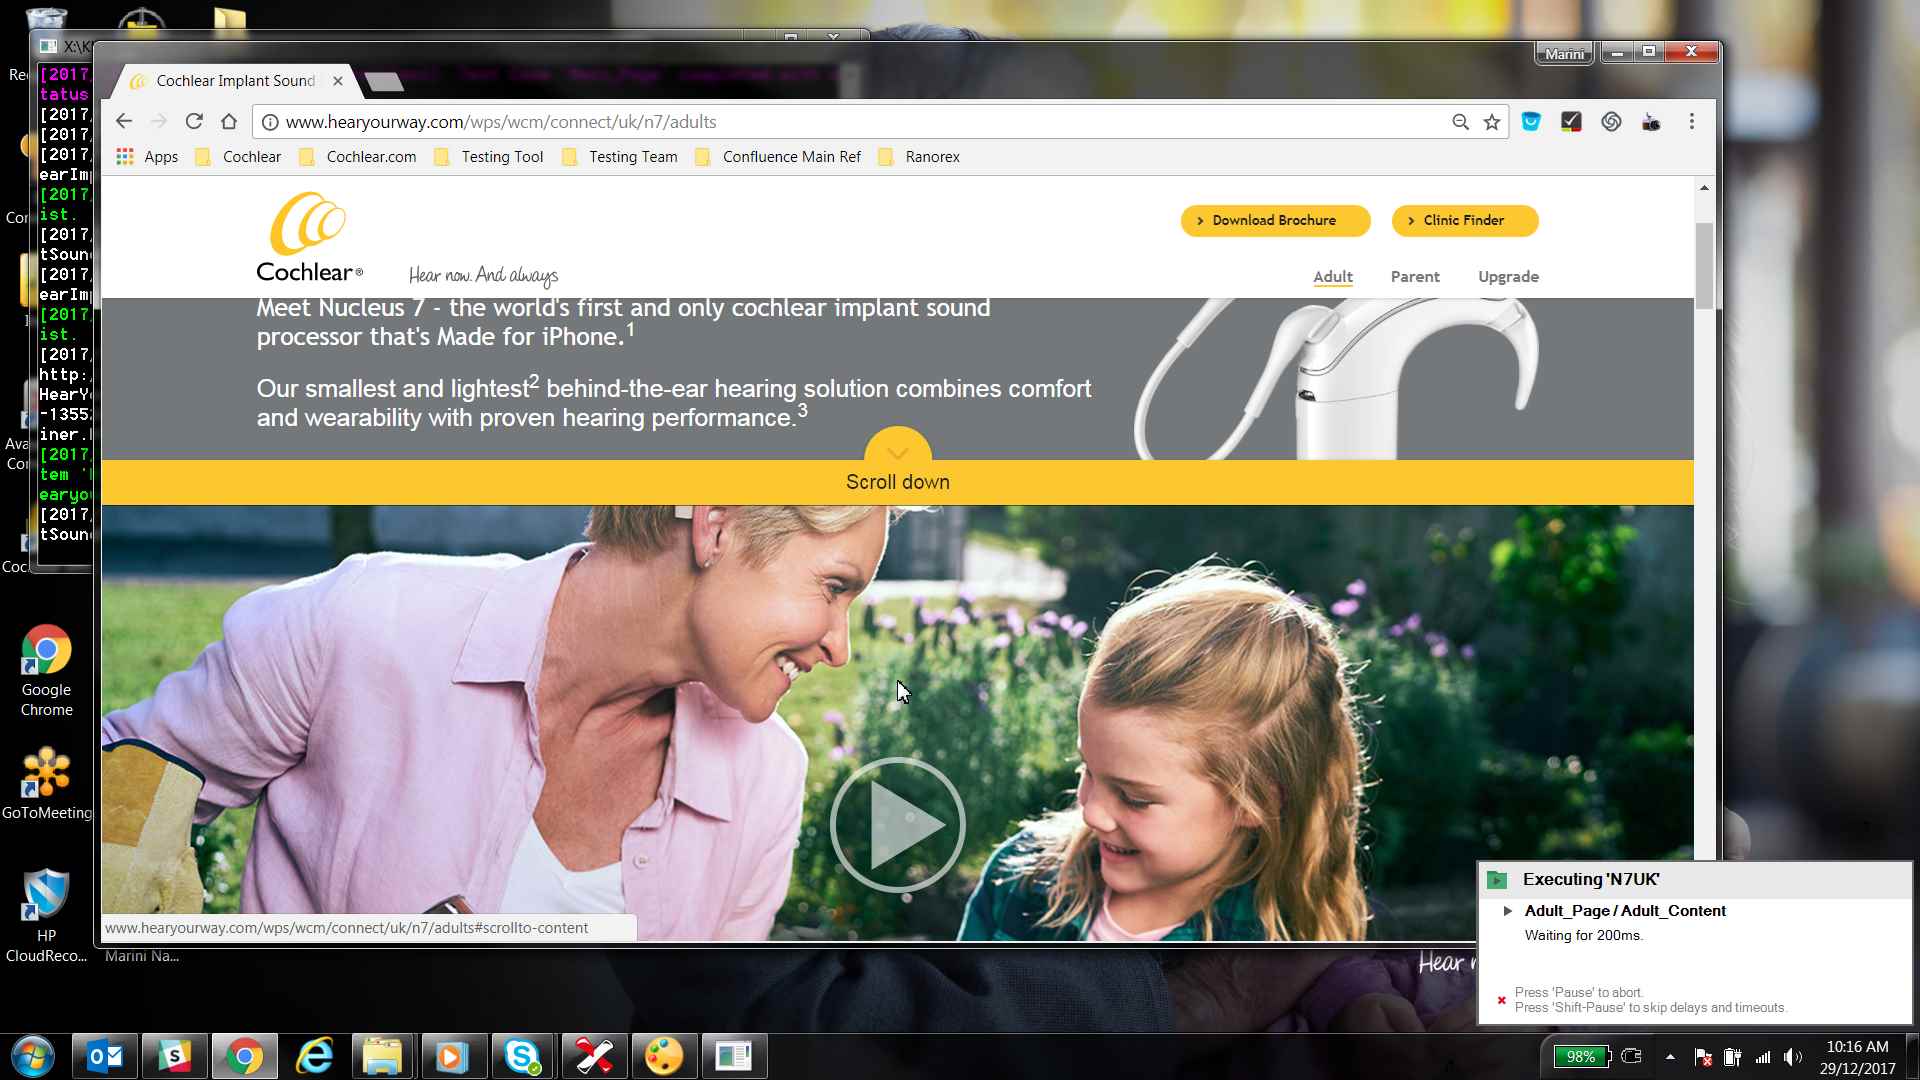 X:\K
Marini
Cochlear Implant Sound
www.hearyourway.com/wps/wcm/connect/uk/n7/adults
Apps Cochlear Cochlear.com Testing Tool Testing Team Confluence Main Ref Ranorex
[2017,
tatus
[2017,
[2017,
[2017,
earImp
[2017,
ist.
[2017,
tSoun
[2017,
earImp
[2017,
ist.
[2017,
http:
HearYo
-1355
iner.
[2017,
tem
earyou
[2017,
tSoun
Cochlear®
Hear now. And always
Download Brochure
Clinic Finder
Adult Parent Upgrade
Meet Nucleus 7 - the world's first and only cochlear implant sound
processor that's Made for iPhone.1
Our smallest and lightest2 behind-the-ear hearing solution combines comfort
and wearability with proven hearing performance.3
Scroll down
www.hearyourway.com/wps/wcm/connect/uk/n7/adults#scrollto-content
Google
Chrome
GoToMeeting
HP
CloudReco...
Marini Na...
Hear
Executing 'N7UK'
Adult_Page / Adult_Content
Waiting for 200ms.
Press 'Pause' to abort.
Press 'Shift-Pause' to skip delays and timeouts.
98%
10:16 AM
29/12/2017